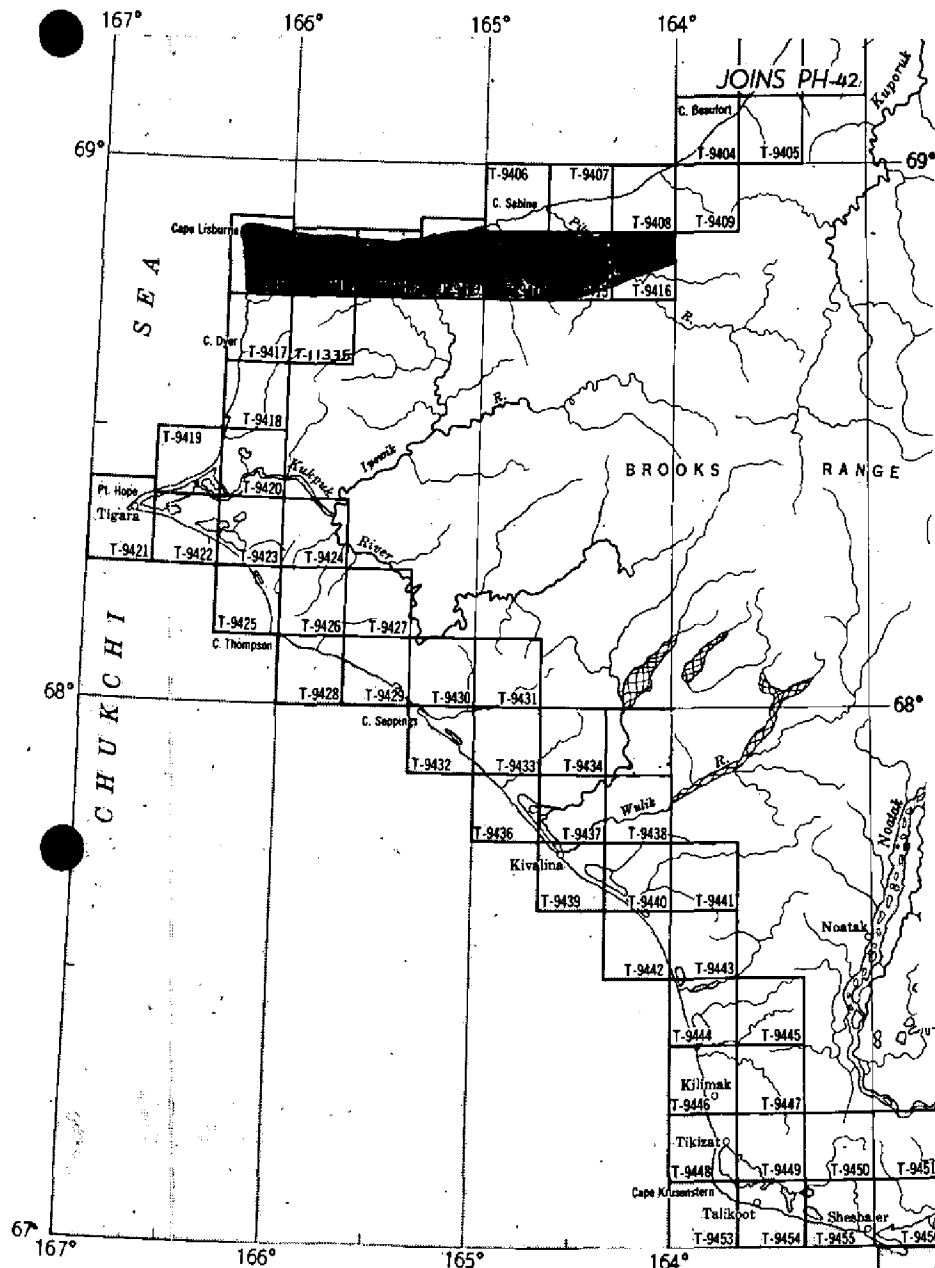 167° 166° 165° 164°
JOINS PH-42
Kuporuk
C. Beaufort
T-9404 T-9405
69° 69°
T-9406 T-9407
C. Sabine
T-9408 T-9409
Cape Lisburne
T-9416
SEA
R.
C. Dyer
T-9417 T-11335
T-9418
T-9419
R.
Ipewik
BROOKS RANGE
Kukpuk
T-9420
Pt. Hope
Tigara
River
T-9421 T-9422 T-9423 T-9424
T-9425 T-9426 T-9427
C. Thompson
CHUKCHI
68° 68°
T-9428 T-9429 T-9430 T-9431
C. Seppings
T-9432 T-9433 T-9434
R.
Wulik
Noatak
T-9436 T-9437 T-9438
Kivalina
T-9439 T-9440 T-9441
Noatak
T-9442 T-9443
T-9444 T-9445
Kilimak
T-9446 T-9447
Tikizat
T-9448 T-9449 T-9450 T-9451
Cape Krusenstern
Talikoot Sheshaler
67°
T-9453 T-9454 T-9455
167° 166° 165° 164°